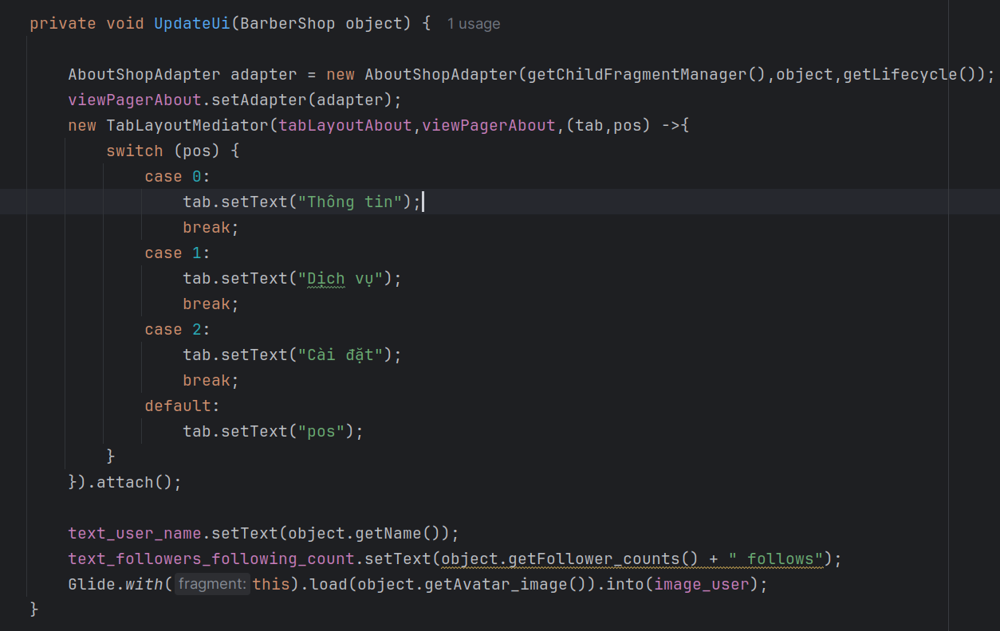 private void UpdateUi(BarberShop object) { 1 usage
AboutShopAdapter adapter = new AboutShopAdapter(getChildFragmentManager(),object,getLifecycle());
viewPagerAbout.setAdapter(adapter);
new TabLayoutMediator(tabLayoutAbout,viewPagerAbout,(tab,pos) ->{
switch (pos) {
case 0:
tab.setText("Thông tin");
break;
case 1:
tab.setText("Dịch vụ");
break;
case 2:
tab.setText("Cài đặt");
break;
default:
tab.setText("pos");
}
}).attach();
text_user_name.setText(object.getName());
text_followers_following_count.setText(object.getFollower_counts() + " follows");
Glide.with( fragment: this).load(object.getAvatar_image()).into(image_user);
}